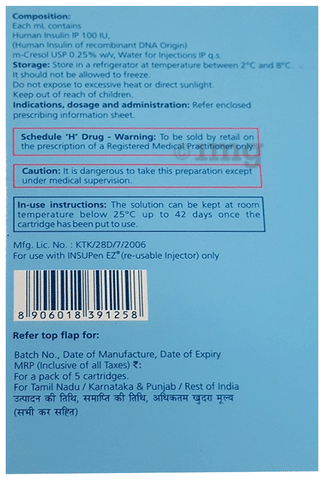 Composition:
Each mL contains
Human Insulin IP 100 IU,
(Human Insulin of recombinant DNA Origin)
m-Cresol USP 0.25% w/v, Water for Injections IP q.s.
Storage: Store in a refrigerator at temperature between 2°C and 8°C.
It should not be allowed to freeze.
Do not expose to excessive heat or direct sunlight.
Keep out of reach of children.
Indications, dosage and administration: Refer enclosed
prescribing information sheet.
Schedule 'H' Drug - Warning: To be sold by retail on
the prescription of a Registered Medical Practitioner only
Caution: It is dangerous to take this preparation except
under medical supervision.
In-use instructions: The solution can be kept at room
temperature below 25°C up to 42 days once the
cartridge has been put to use.
Mfg. Lic. No. : KTK/28D/7/2006
For use with INSUPen EZ® (re-usable Injector) only
8 906018 391258
Refer top flap for:
Batch No., Date of Manufacture, Date of Expiry
MRP (Inclusive of all Taxes) ₹:
For a pack of 5 cartridges.
For Tamil Nadu / Karnataka & Punjab / Rest of India
उत्पादन की तिथि, समाप्ति की तिथि, अधिकतम खुदरा मूल्य
(सभी कर सहित)